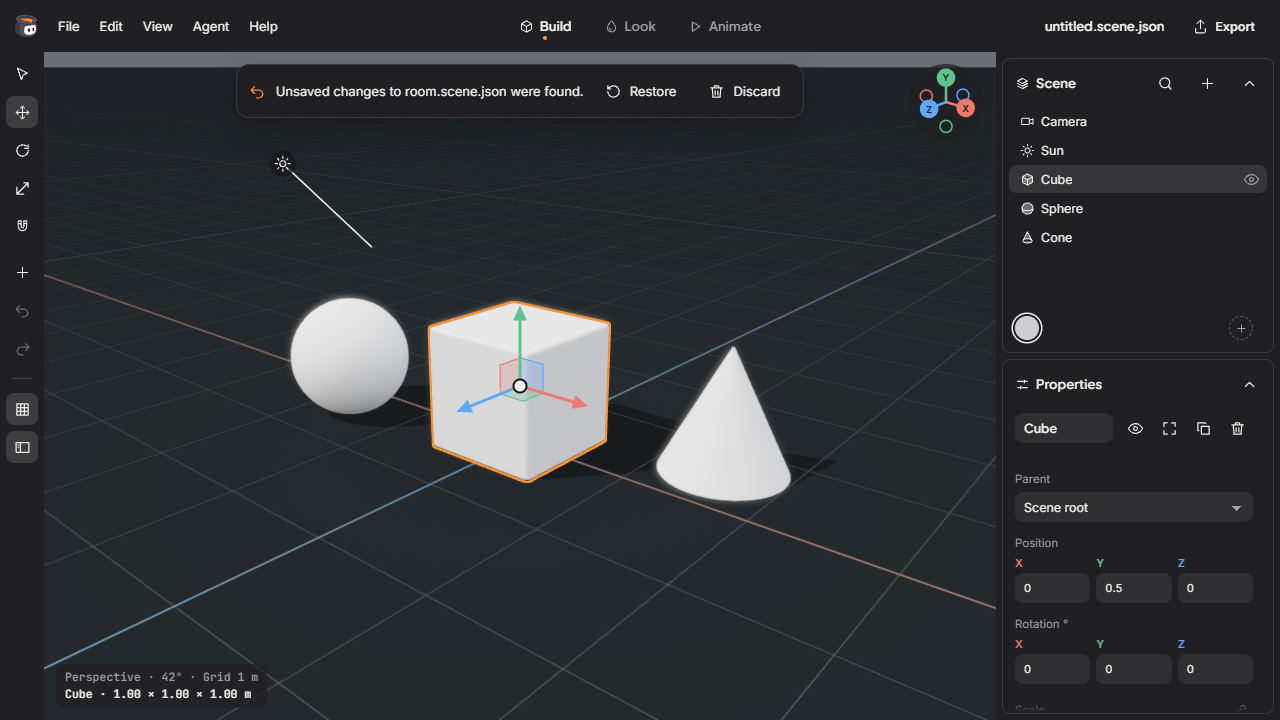 File Edit View Agent Help
Build Look Animate
untitled.scene.json Export
Unsaved changes to room.scene.json were found. Restore Discard
Y
Z X
Scene
Camera
Sun
Cube
Sphere
Cone
Properties
Cube
Parent
Scene root
Position
X Y Z
0 0.5 0
Rotation °
X Y Z
0 0 0
Scale
Perspective · 42° · Grid 1 m
Cube · 1.00 × 1.00 × 1.00 m